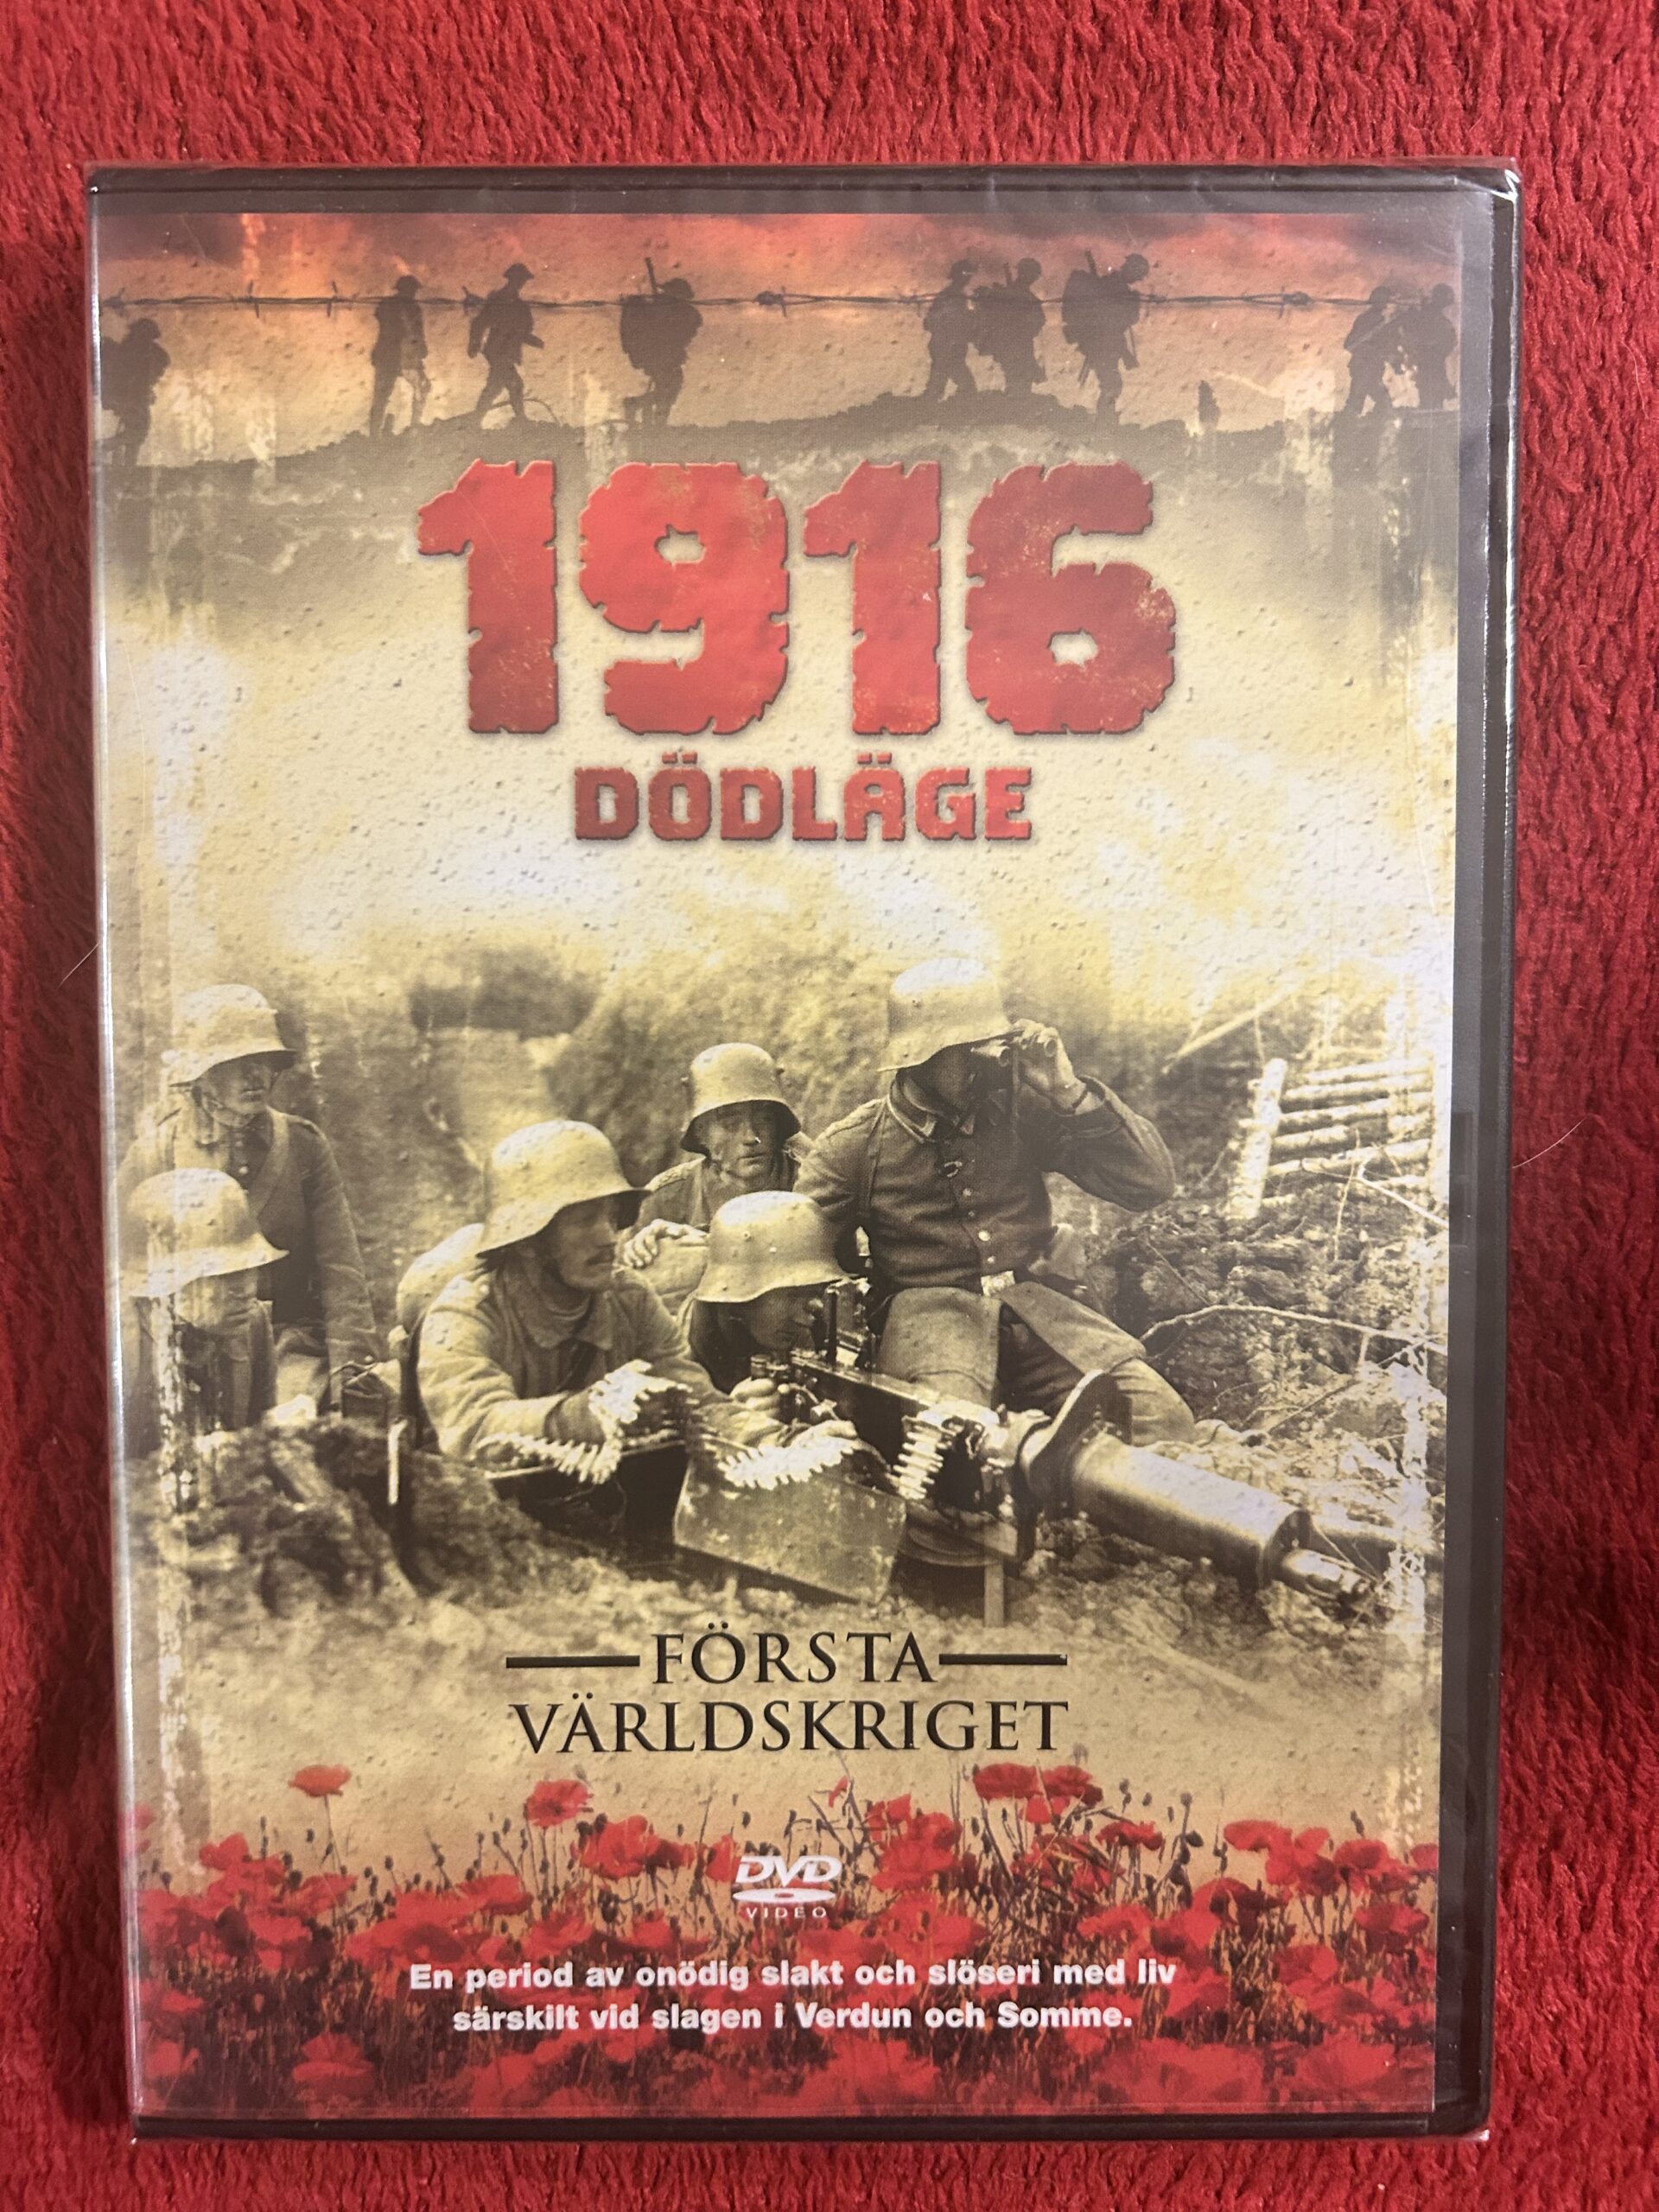 1916
DÖDLÄGE
FÖRSTA
VÄRLDSKRIGET
DVD
VIDEO
En period av onödig slakt och slöseri med liv
särskilt vid slagen i Verdun och Somme.